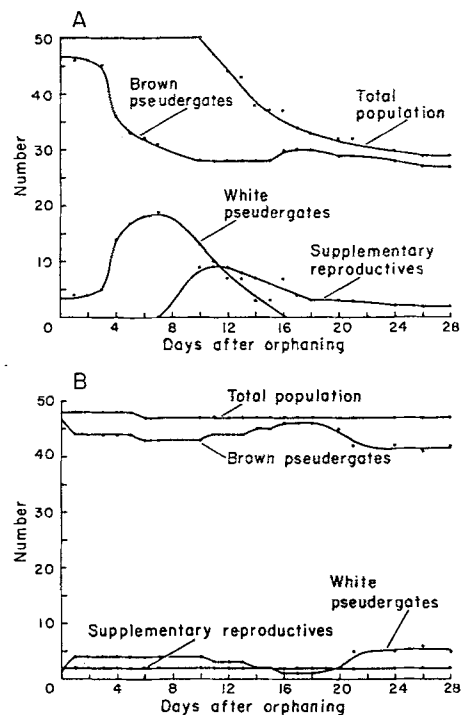 A
50
40
30
20
10
0
Number
Brown
pseudergates
Total
population
White
pseudergates
Supplementary
reproductives
4 8 12 16 20 24 28
Days after orphaning
B
50
40
30
20
10
0
Number
Total population
Brown pseudergates
White
pseudergates
Supplementary reproductives
4 8 12 16 20 24 28
Days after orphaning